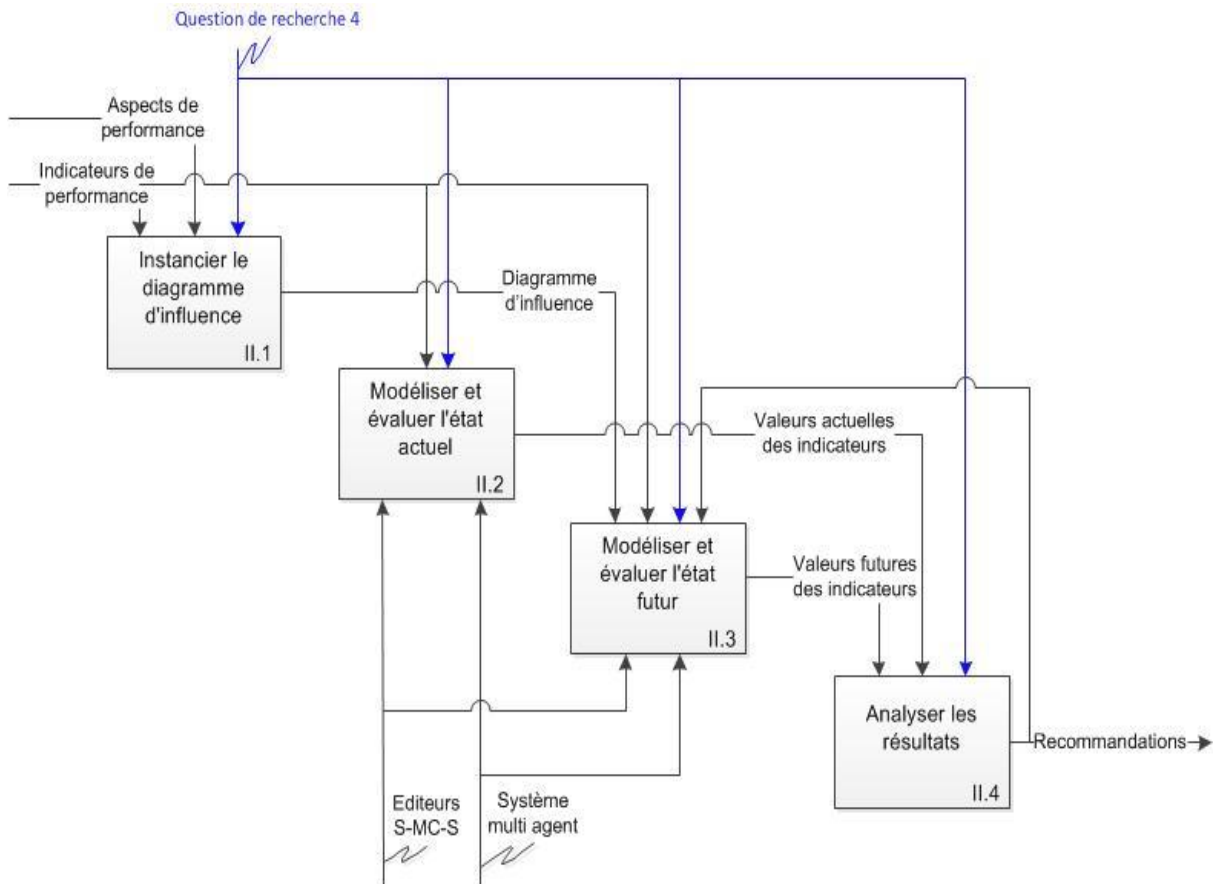 Question de recherche 4
Aspects de
performance
Indicateurs de
performance
Instancier le
diagramme
d'influence
II.1
Diagramme
d'influence
Modéliser et
évaluer l'état
actuel
II.2
Valeurs actuelles
des indicateurs
Modéliser et
évaluer l'état
futur
II.3
Valeurs futures
des indicateurs
Analyser les
résultats
II.4
Recommandations
Editeurs
S-MC-S
Système
multi agent